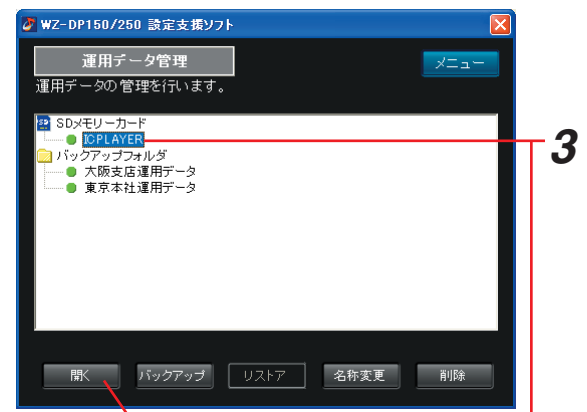 WZ-DP150/250 設定支援ソフト
運用データ管理
メニュー
運用データの管理を行います。
SDメモリーカード
ICPLAYER
3
バックアップフォルダ
大阪支店運用データ
東京本社運用データ
開く
バックアップ
リストア
名称変更
削除